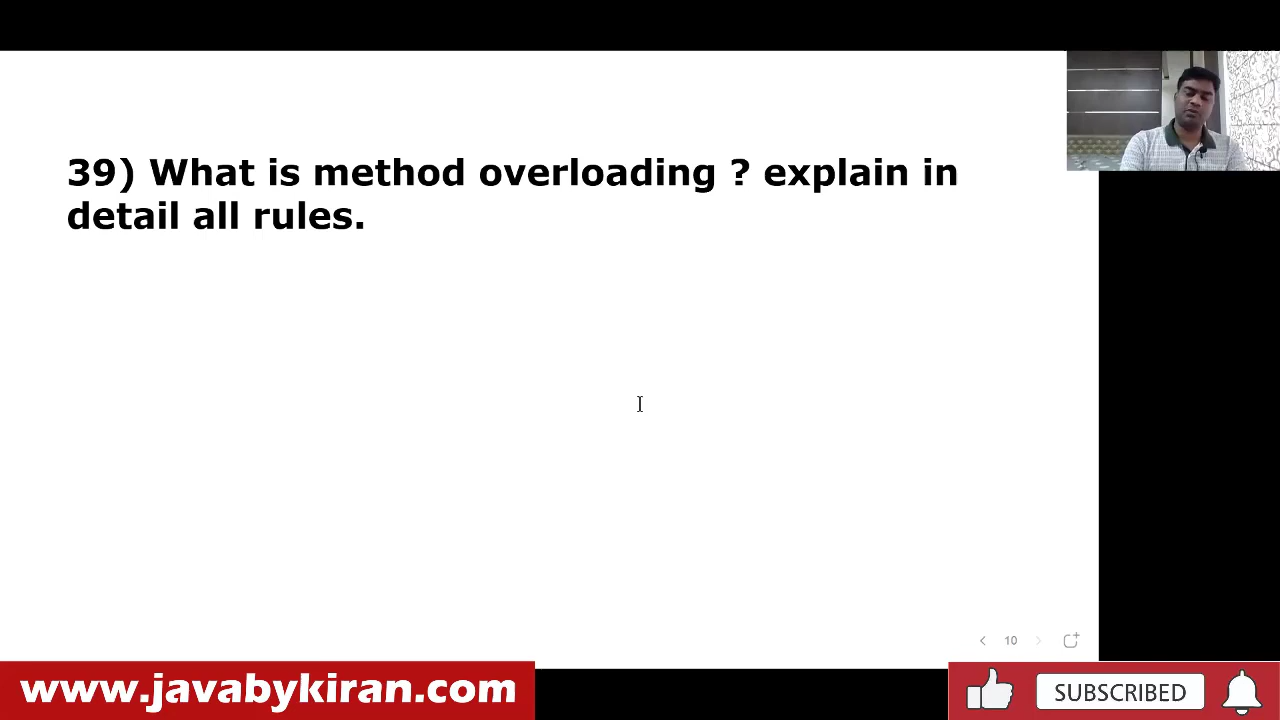 39) What is method overloading ? explain in
detail all rules.
< 10 >
www.javabykiran.com
SUBSCRIBED